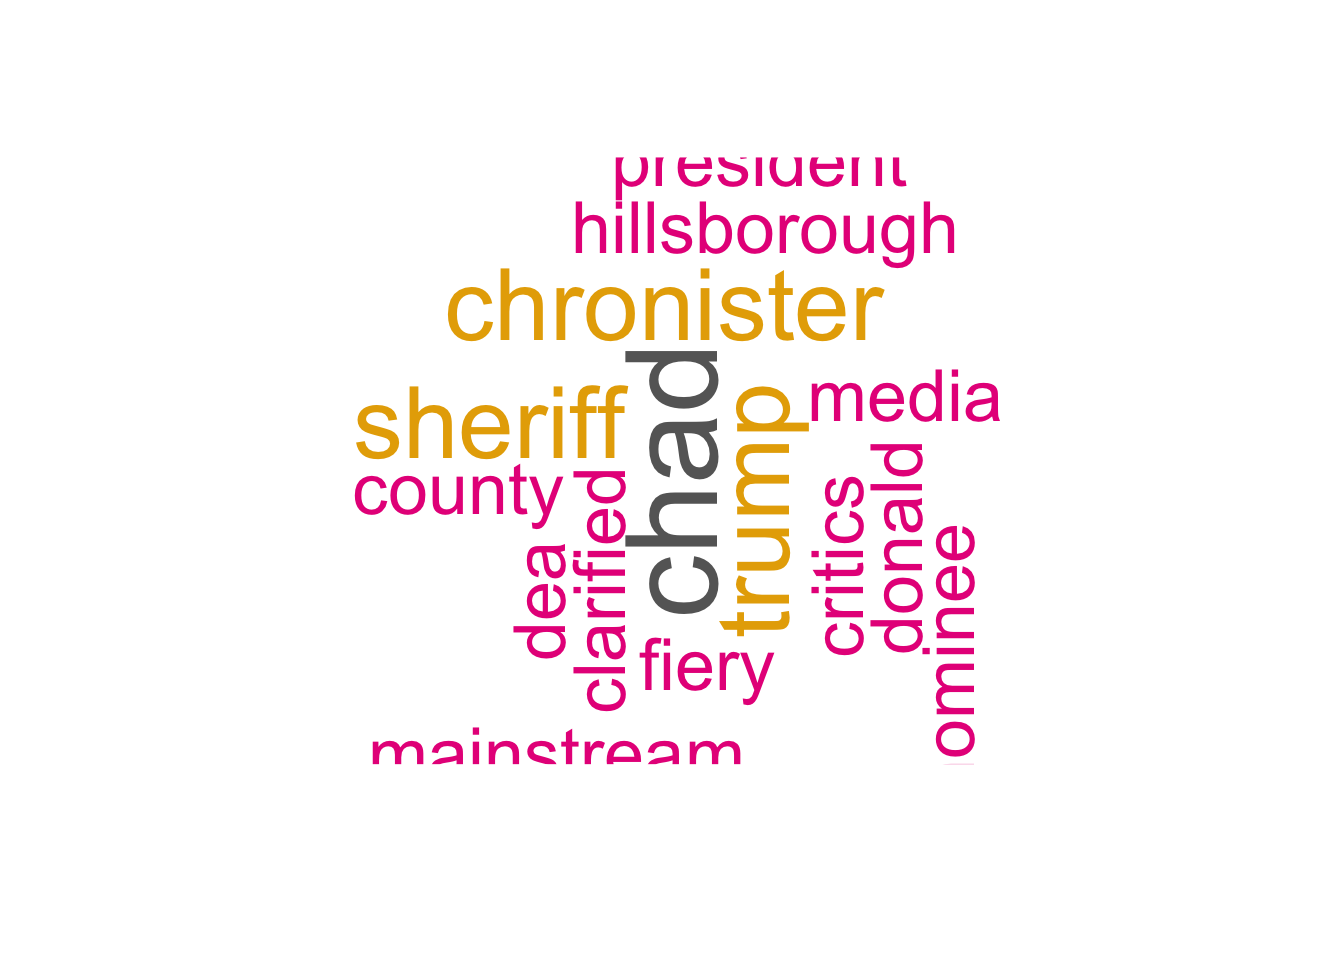 president
hillsborough
chronister
chad
sheriff
trump
media
county
donald
clarified
critics
dea
ominee
fiery
mainstream